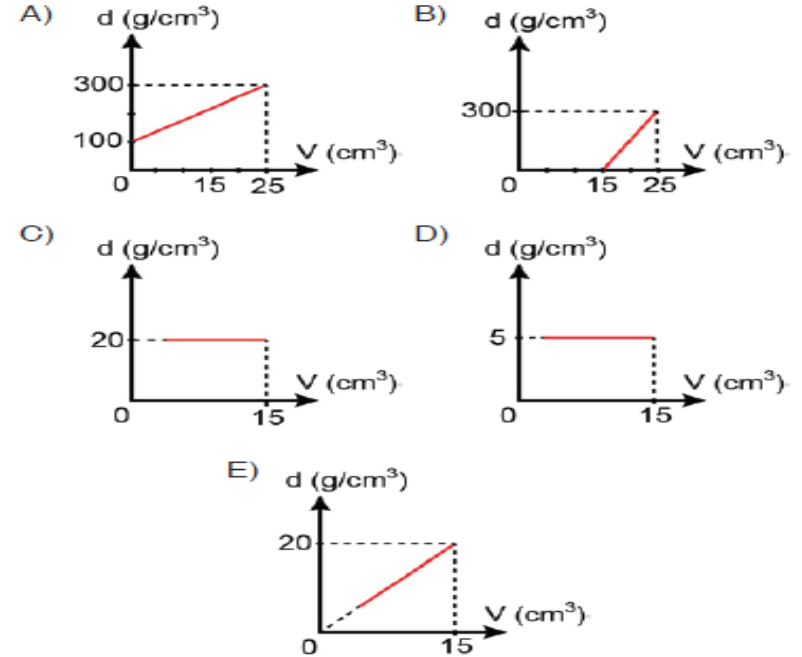 A) d (g/cm³)
300
100
V (cm³)
0 15 25
B) d (g/cm³)
300
V (cm³)
0 15 25
C) d (g/cm³)
20
V (cm³)
0 15
D) d (g/cm³)
5
V (cm³)
0 15
E) d (g/cm³)
20
V (cm³)
0 15